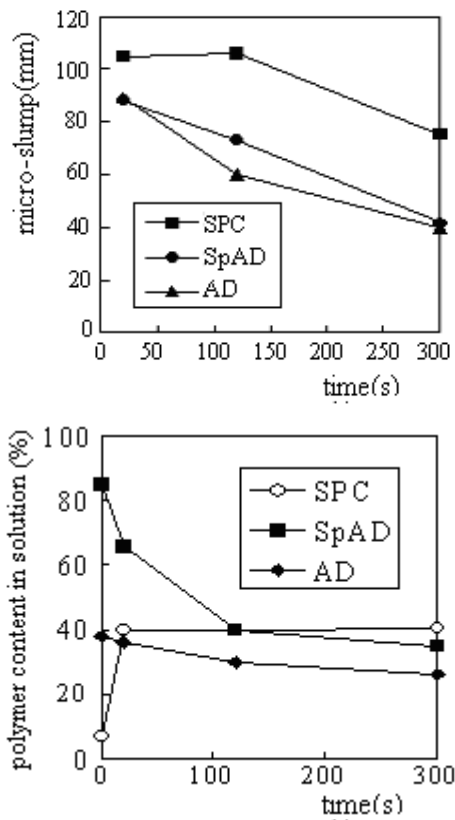 120
100
80
60
40
20
0
micro-slump(mm)
SPC
SpAD
AD
0 50 100 150 200 250 300
time(s)
100
80
60
40
20
0
polymer content in solution (%)
SPC
SpAD
AD
0 100 200 300
time(s)